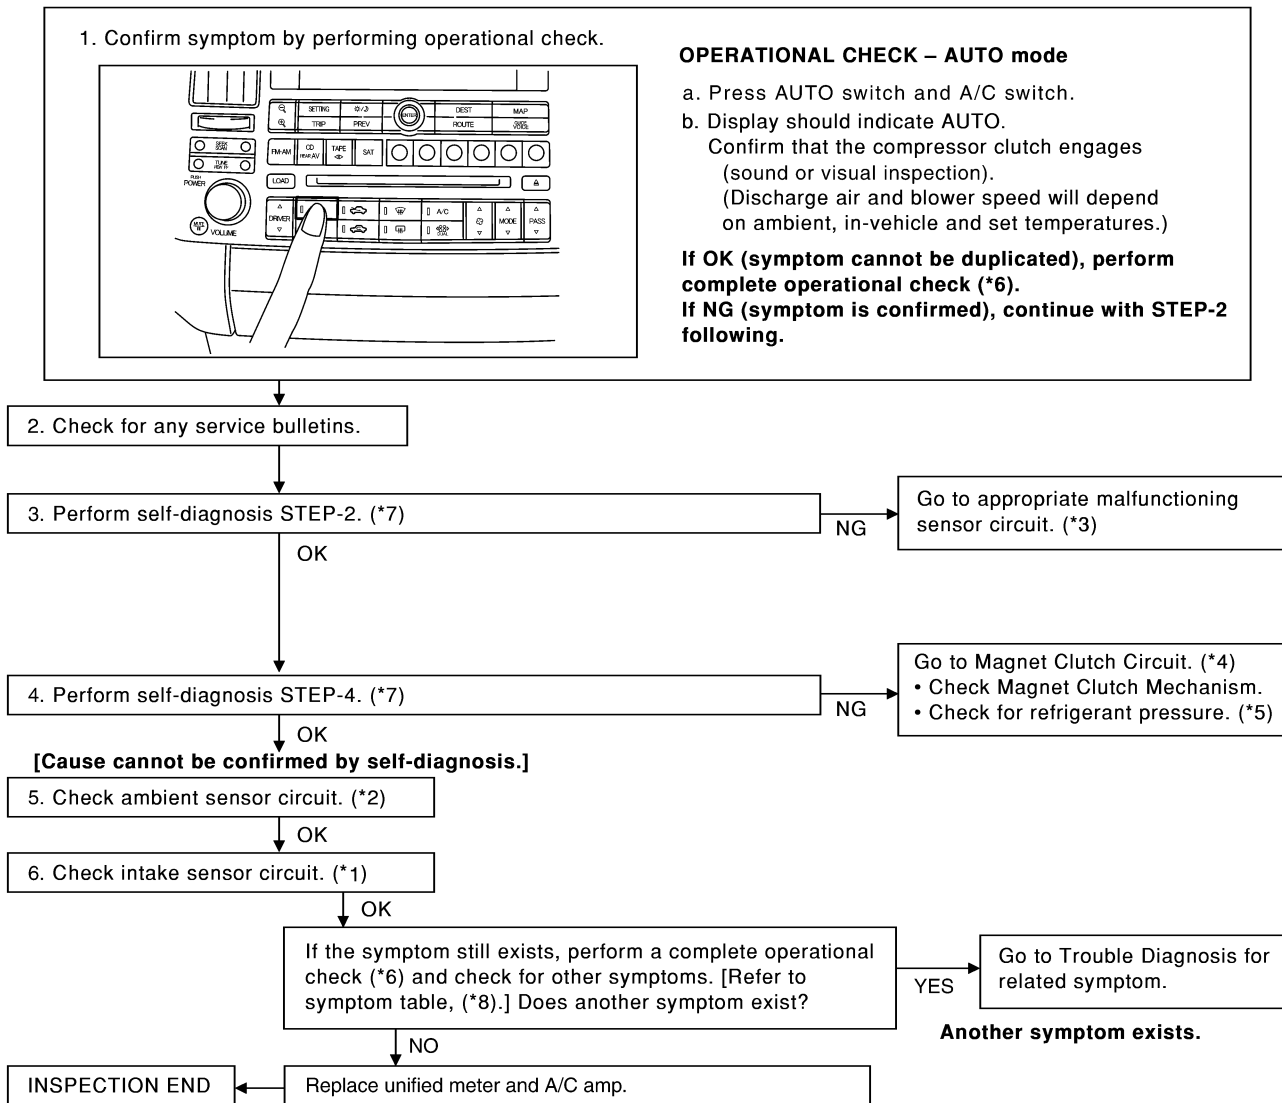 1. Confirm symptom by performing operational check.
SETTING
DEST
MAP
TRIP
PREV
ENTER
ROUTE
GUIDE
VOICE
SEEK
SCAN
TUNE
FM·AM
CD
REAR AV
TAPE
SAT
PUSH
POWER
LOAD
DRIVER
A/C
MODE
PASS
DUAL
MUTE
VOLUME
OPERATIONAL CHECK – AUTO mode
a. Press AUTO switch and A/C switch.
b. Display should indicate AUTO.
Confirm that the compressor clutch engages
(sound or visual inspection).
(Discharge air and blower speed will depend
on ambient, in-vehicle and set temperatures.)
If OK (symptom cannot be duplicated), perform
complete operational check (*6).
If NG (symptom is confirmed), continue with STEP-2
following.
2. Check for any service bulletins.
3. Perform self-diagnosis STEP-2. (*7)
NG
Go to appropriate malfunctioning
sensor circuit. (*3)
OK
4. Perform self-diagnosis STEP-4. (*7)
NG
Go to Magnet Clutch Circuit. (*4)
• Check Magnet Clutch Mechanism.
• Check for refrigerant pressure. (*5)
OK
[Cause cannot be confirmed by self-diagnosis.]
5. Check ambient sensor circuit. (*2)
OK
6. Check intake sensor circuit. (*1)
OK
If the symptom still exists, perform a complete operational
check (*6) and check for other symptoms. [Refer to
symptom table, (*8).] Does another symptom exist?
YES
Go to Trouble Diagnosis for
related symptom.
Another symptom exists.
NO
Replace unified meter and A/C amp.
INSPECTION END